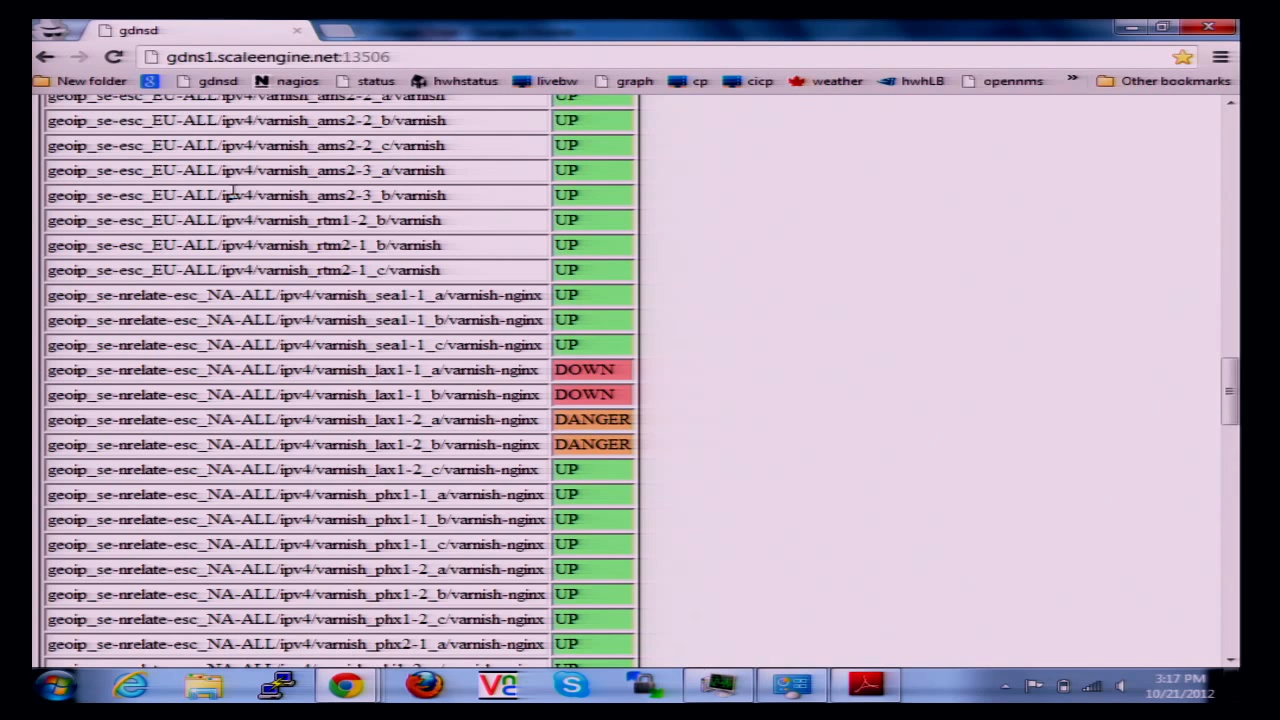 gdnsd
gdns1.scaleengine.net:13506
New folder gdnsd nagios status hwhstatus livebw graph cp cicp weather hwhLB opennms » Other bookmarks
geoip_se-esc_EU-ALL/ipv4/varnish_ams2-2_a/varnish UP
geoip_se-esc_EU-ALL/ipv4/varnish_ams2-2_b/varnish UP
geoip_se-esc_EU-ALL/ipv4/varnish_ams2-2_c/varnish UP
geoip_se-esc_EU-ALL/ipv4/varnish_ams2-3_a/varnish UP
geoip_se-esc_EU-ALL/ipv4/varnish_ams2-3_b/varnish UP
geoip_se-esc_EU-ALL/ipv4/varnish_rtm1-2_b/varnish UP
geoip_se-esc_EU-ALL/ipv4/varnish_rtm2-1_b/varnish UP
geoip_se-esc_EU-ALL/ipv4/varnish_rtm2-1_c/varnish UP
geoip_se-nrelate-esc_NA-ALL/ipv4/varnish_sea1-1_a/varnish-nginx UP
geoip_se-nrelate-esc_NA-ALL/ipv4/varnish_sea1-1_b/varnish-nginx UP
geoip_se-nrelate-esc_NA-ALL/ipv4/varnish_sea1-1_c/varnish-nginx UP
geoip_se-nrelate-esc_NA-ALL/ipv4/varnish_lax1-1_a/varnish-nginx DOWN
geoip_se-nrelate-esc_NA-ALL/ipv4/varnish_lax1-1_b/varnish-nginx DOWN
geoip_se-nrelate-esc_NA-ALL/ipv4/varnish_lax1-2_a/varnish-nginx DANGER
geoip_se-nrelate-esc_NA-ALL/ipv4/varnish_lax1-2_b/varnish-nginx DANGER
geoip_se-nrelate-esc_NA-ALL/ipv4/varnish_lax1-2_c/varnish-nginx UP
geoip_se-nrelate-esc_NA-ALL/ipv4/varnish_phx1-1_a/varnish-nginx UP
geoip_se-nrelate-esc_NA-ALL/ipv4/varnish_phx1-1_b/varnish-nginx UP
geoip_se-nrelate-esc_NA-ALL/ipv4/varnish_phx1-1_c/varnish-nginx UP
geoip_se-nrelate-esc_NA-ALL/ipv4/varnish_phx1-2_a/varnish-nginx UP
geoip_se-nrelate-esc_NA-ALL/ipv4/varnish_phx1-2_b/varnish-nginx UP
geoip_se-nrelate-esc_NA-ALL/ipv4/varnish_phx1-2_c/varnish-nginx UP
geoip_se-nrelate-esc_NA-ALL/ipv4/varnish_phx2-1_a/varnish-nginx UP
3:17 PM
10/21/2012